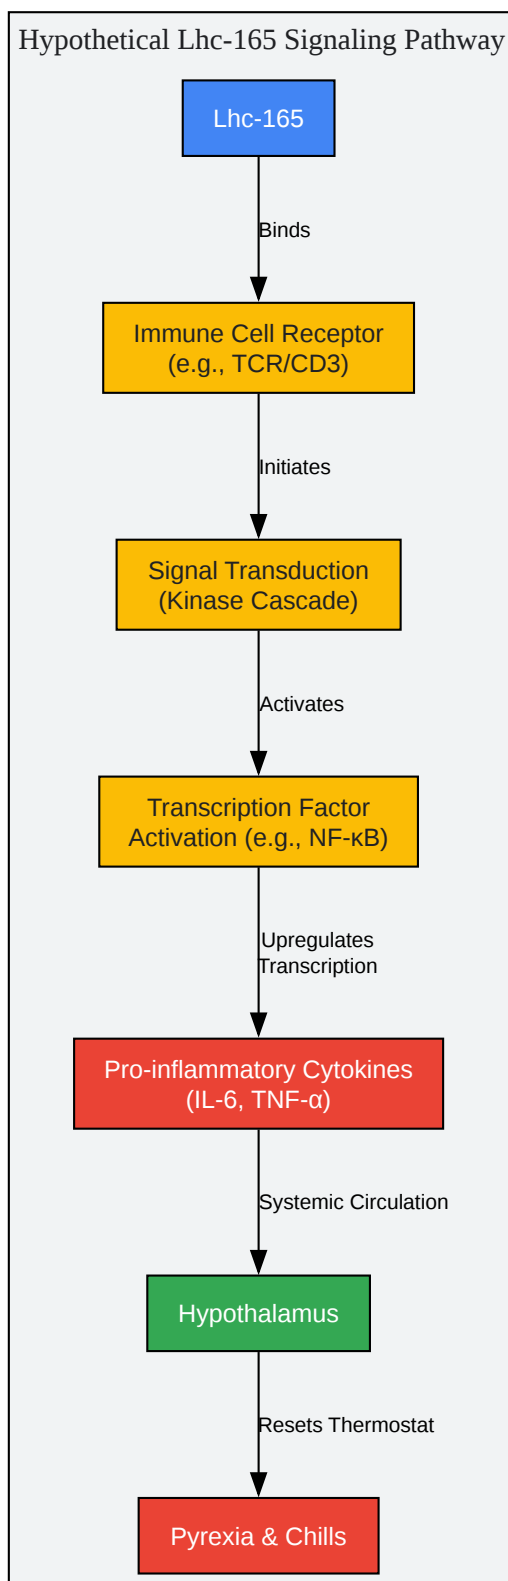 Hypothetical Lhc-165 Signaling Pathway
Lhc-165
Binds
Immune Cell Receptor
(e.g., TCR/CD3)
Initiates
Signal Transduction
(Kinase Cascade)
Activates
Transcription Factor
Activation (e.g., NF-κB)
Upregulates
Transcription
Pro-inflammatory Cytokines
(IL-6, TNF-α)
Systemic Circulation
Hypothalamus
Resets Thermostat
Pyrexia & Chills